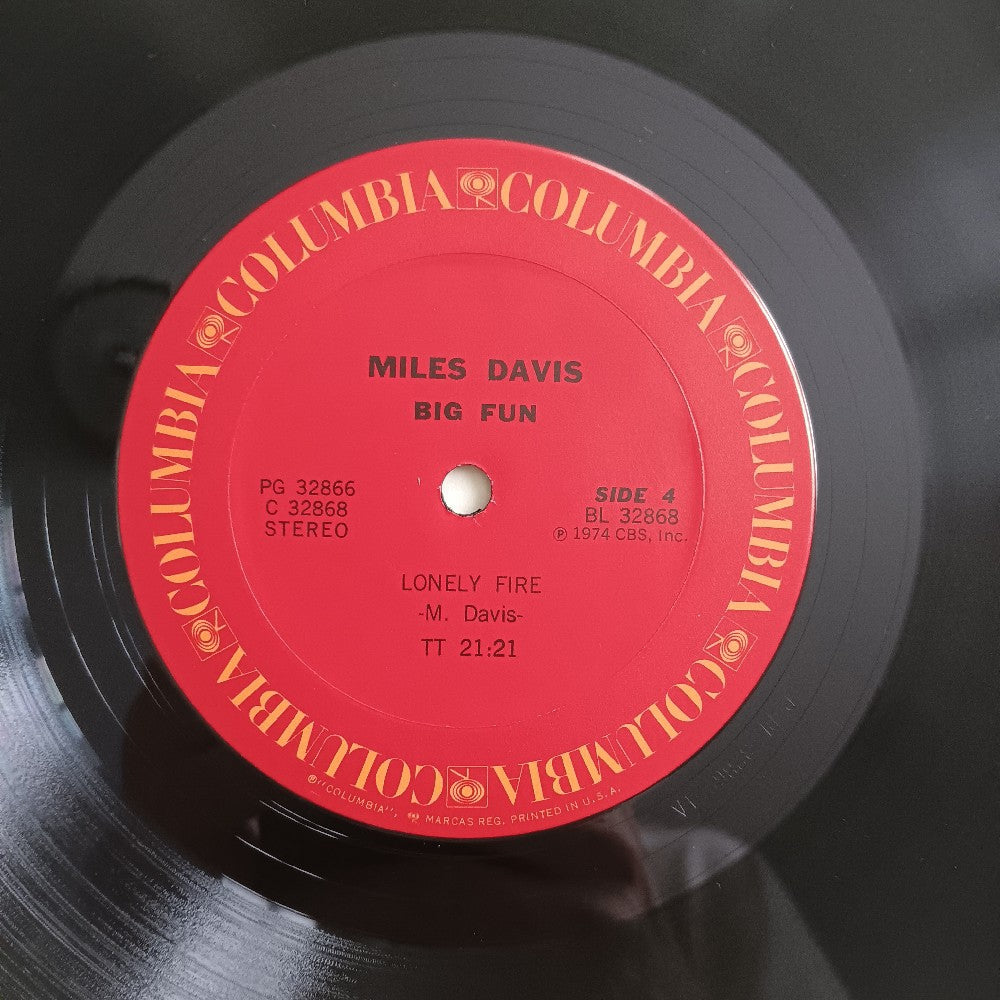 COLUMBIA COLUMBIA COLUMBIA COLUMBIA COLUMBIA COLUMBIA
MILES DAVIS
BIG FUN
PG 32866
C 32868
STEREO
SIDE 4
BL 32868
℗ 1974 CBS, Inc.
LONELY FIRE
-M. Davis-
TT 21:21
®"COLUMBIA", MARCAS REG. PRINTED IN U.S.A.